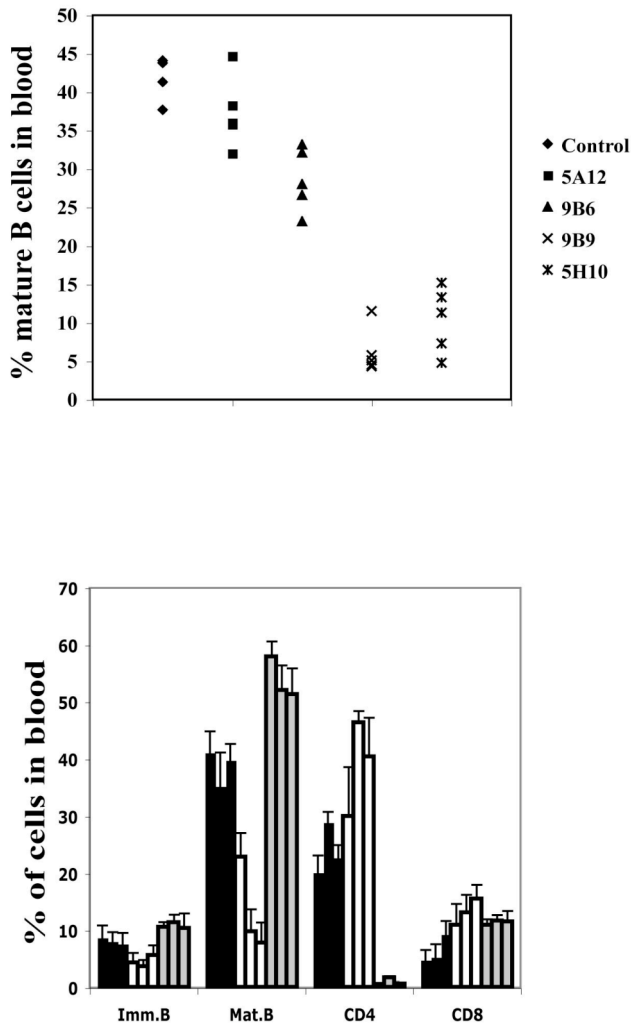 % mature B cells in blood
50
45
40
35
30
25
20
15
10
5
0
Control
5A12
9B6
9B9
5H10
% of cells in blood
70
60
50
40
30
20
10
0
Imm.B Mat.B CD4 CD8